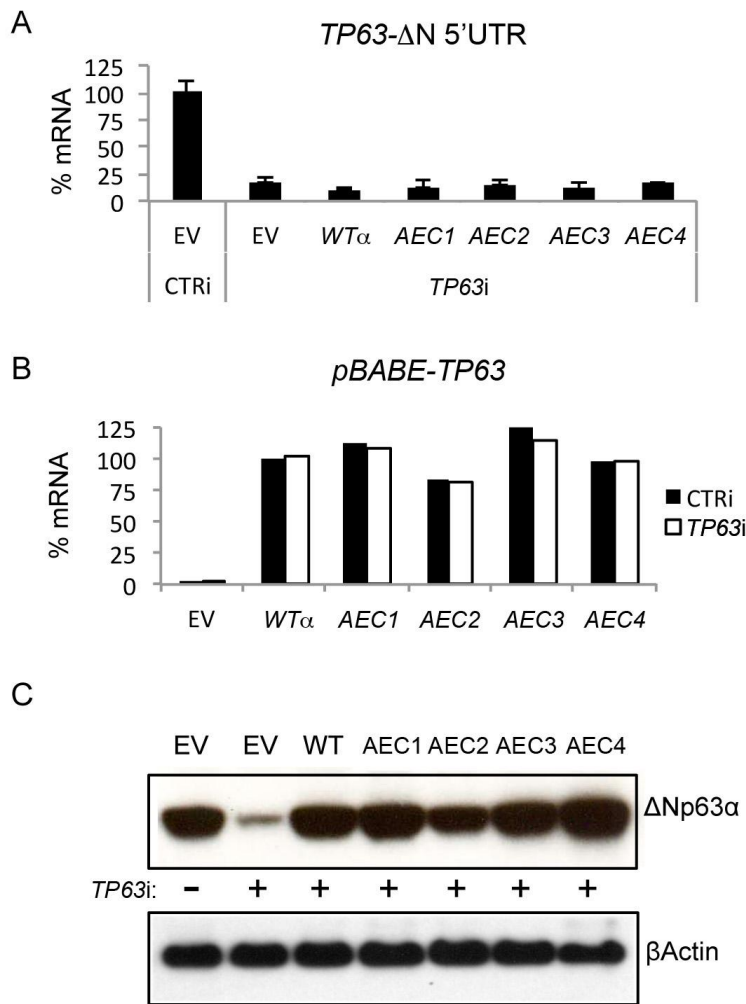 A
TP63-ΔN 5’UTR
% mRNA
125
100
75
50
25
0
EV EV WTα AEC1 AEC2 AEC3 AEC4
CTRi TP63i
B
pBABE-TP63
% mRNA
125
100
75
50
25
0
CTRi
TP63i
EV WTα AEC1 AEC2 AEC3 AEC4
C
EV EV WT AEC1 AEC2 AEC3 AEC4
ΔNp63α
TP63i: - + + + + + +
βActin